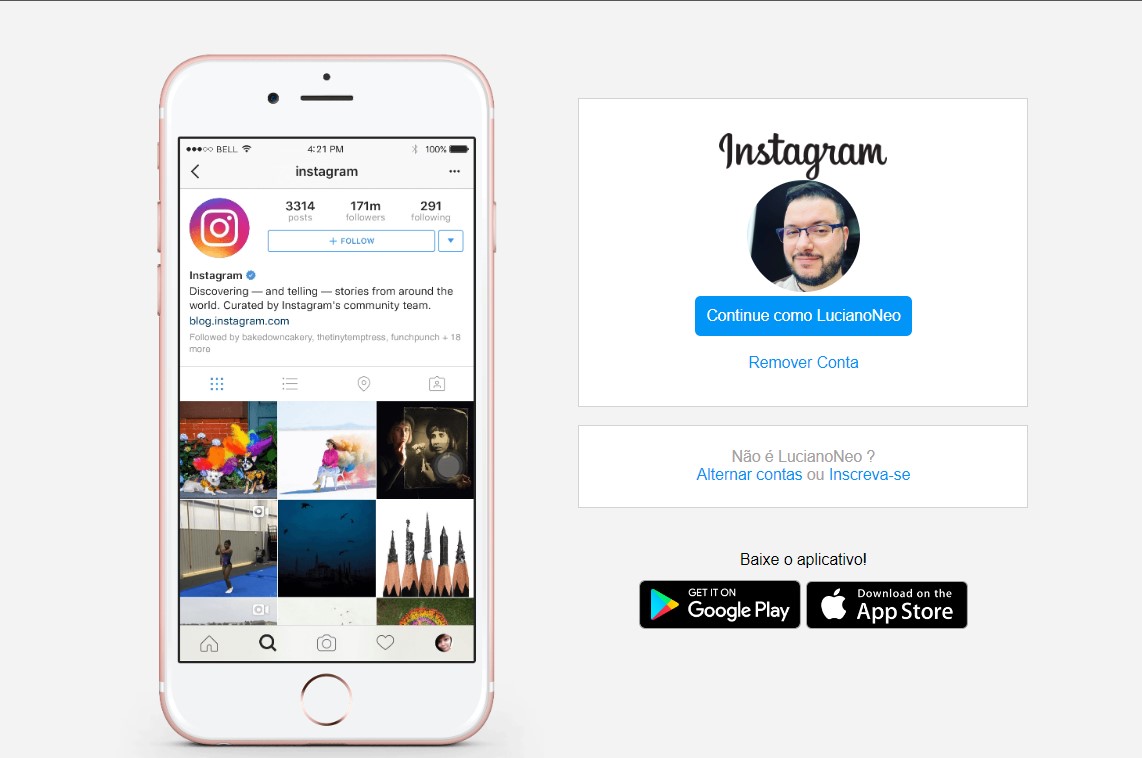 BELL
4:21 PM
100%
instagram
3314
171m
291
posts
followers
following
+ FOLLOW
Instagram
Discovering — and telling — stories from around the
world. Curated by Instagram's community team.
blog.instagram.com
Followed by bakedowncakery, thetinytemptress, funchpunch + 18
more
Instagram
Continue como LucianoNeo
Remover Conta
Não é LucianoNeo ?
Alternar contas ou Inscreva-se
Baixe o aplicativo!
GET IT ON
Google Play
Download on the
App Store